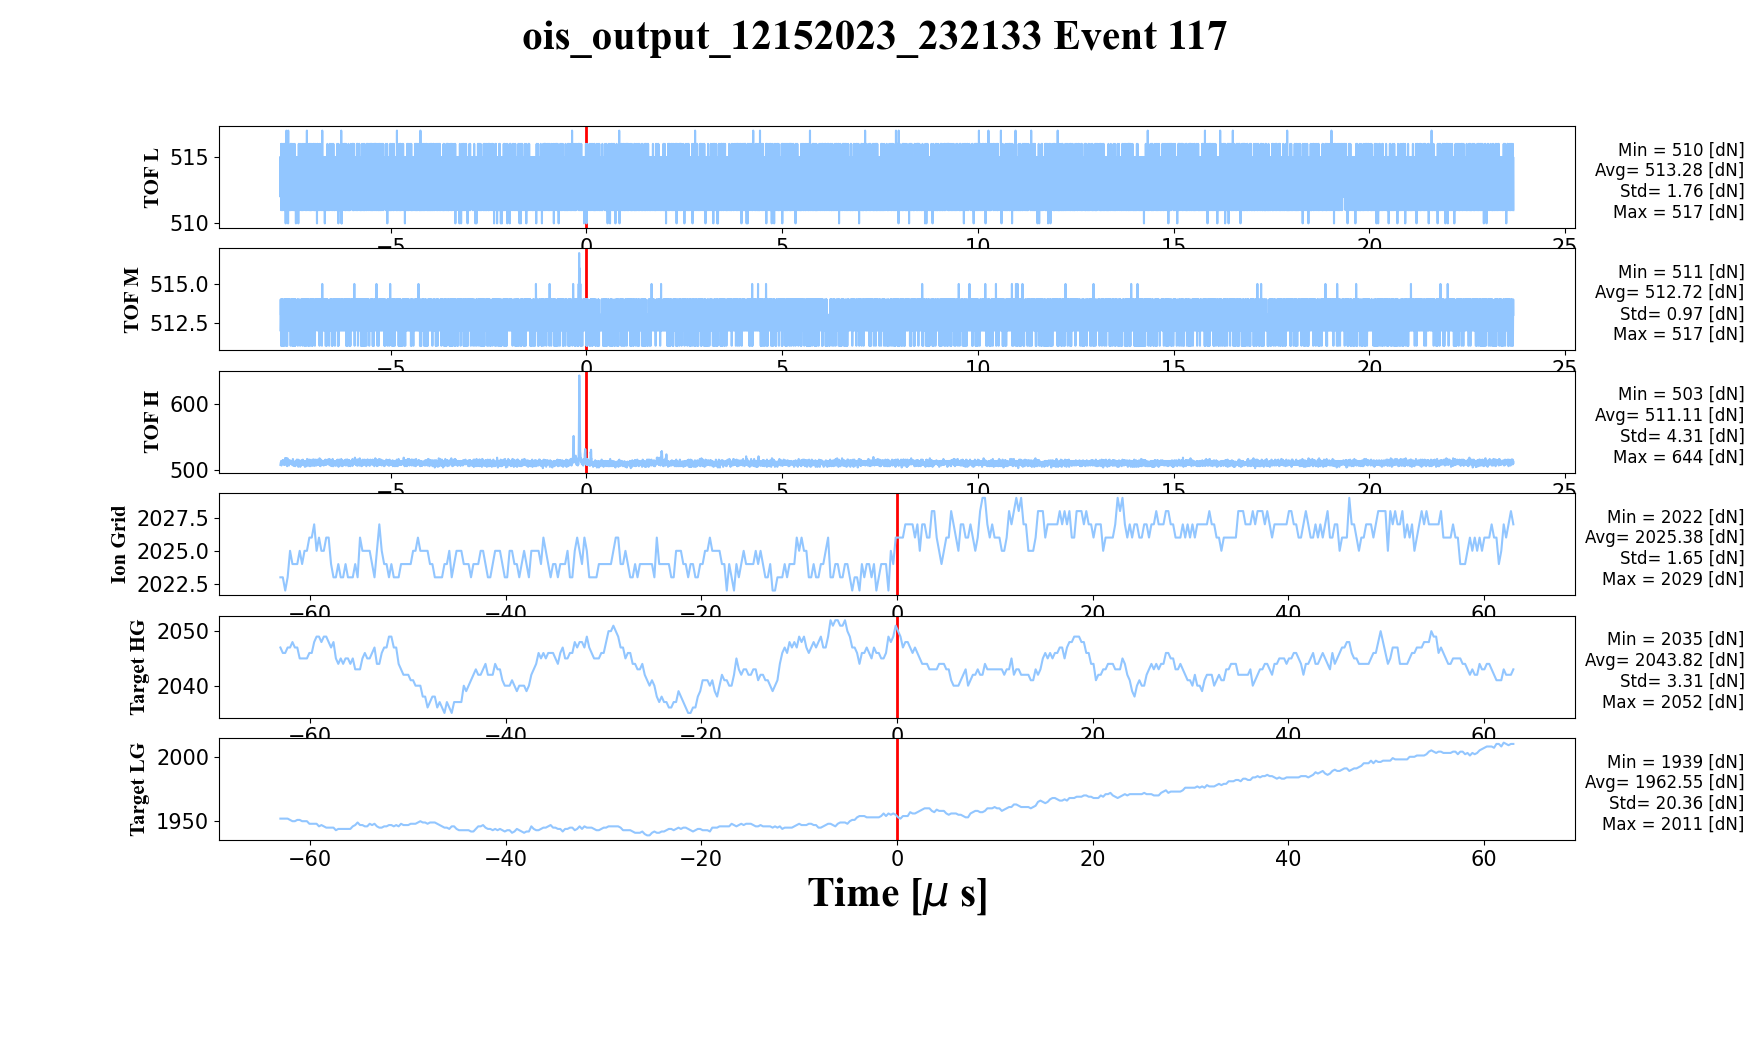 ois_output_12152023_232133 Event 117
TOF L
515
510
Min = 510 [dN]
Avg= 513.28 [dN]
Std= 1.76 [dN]
Max = 517 [dN]
−5 0 5 10 15 20 25
TOF M
515.0
512.5
Min = 511 [dN]
Avg= 512.72 [dN]
Std= 0.97 [dN]
Max = 517 [dN]
−5 0 5 10 15 20 25
TOF H
600
500
Min = 503 [dN]
Avg= 511.11 [dN]
Std= 4.31 [dN]
Max = 644 [dN]
−5 0 5 10 15 20 25
Ion Grid
2027.5
2025.0
2022.5
Min = 2022 [dN]
Avg= 2025.38 [dN]
Std= 1.65 [dN]
Max = 2029 [dN]
−60 −40 −20 0 20 40 60
Target HG
2050
2040
Min = 2035 [dN]
Avg= 2043.82 [dN]
Std= 3.31 [dN]
Max = 2052 [dN]
−60 −40 −20 0 20 40 60
Target LG
2000
1950
Min = 1939 [dN]
Avg= 1962.55 [dN]
Std= 20.36 [dN]
Max = 2011 [dN]
−60 −40 −20 0 20 40 60
Time [μ s]